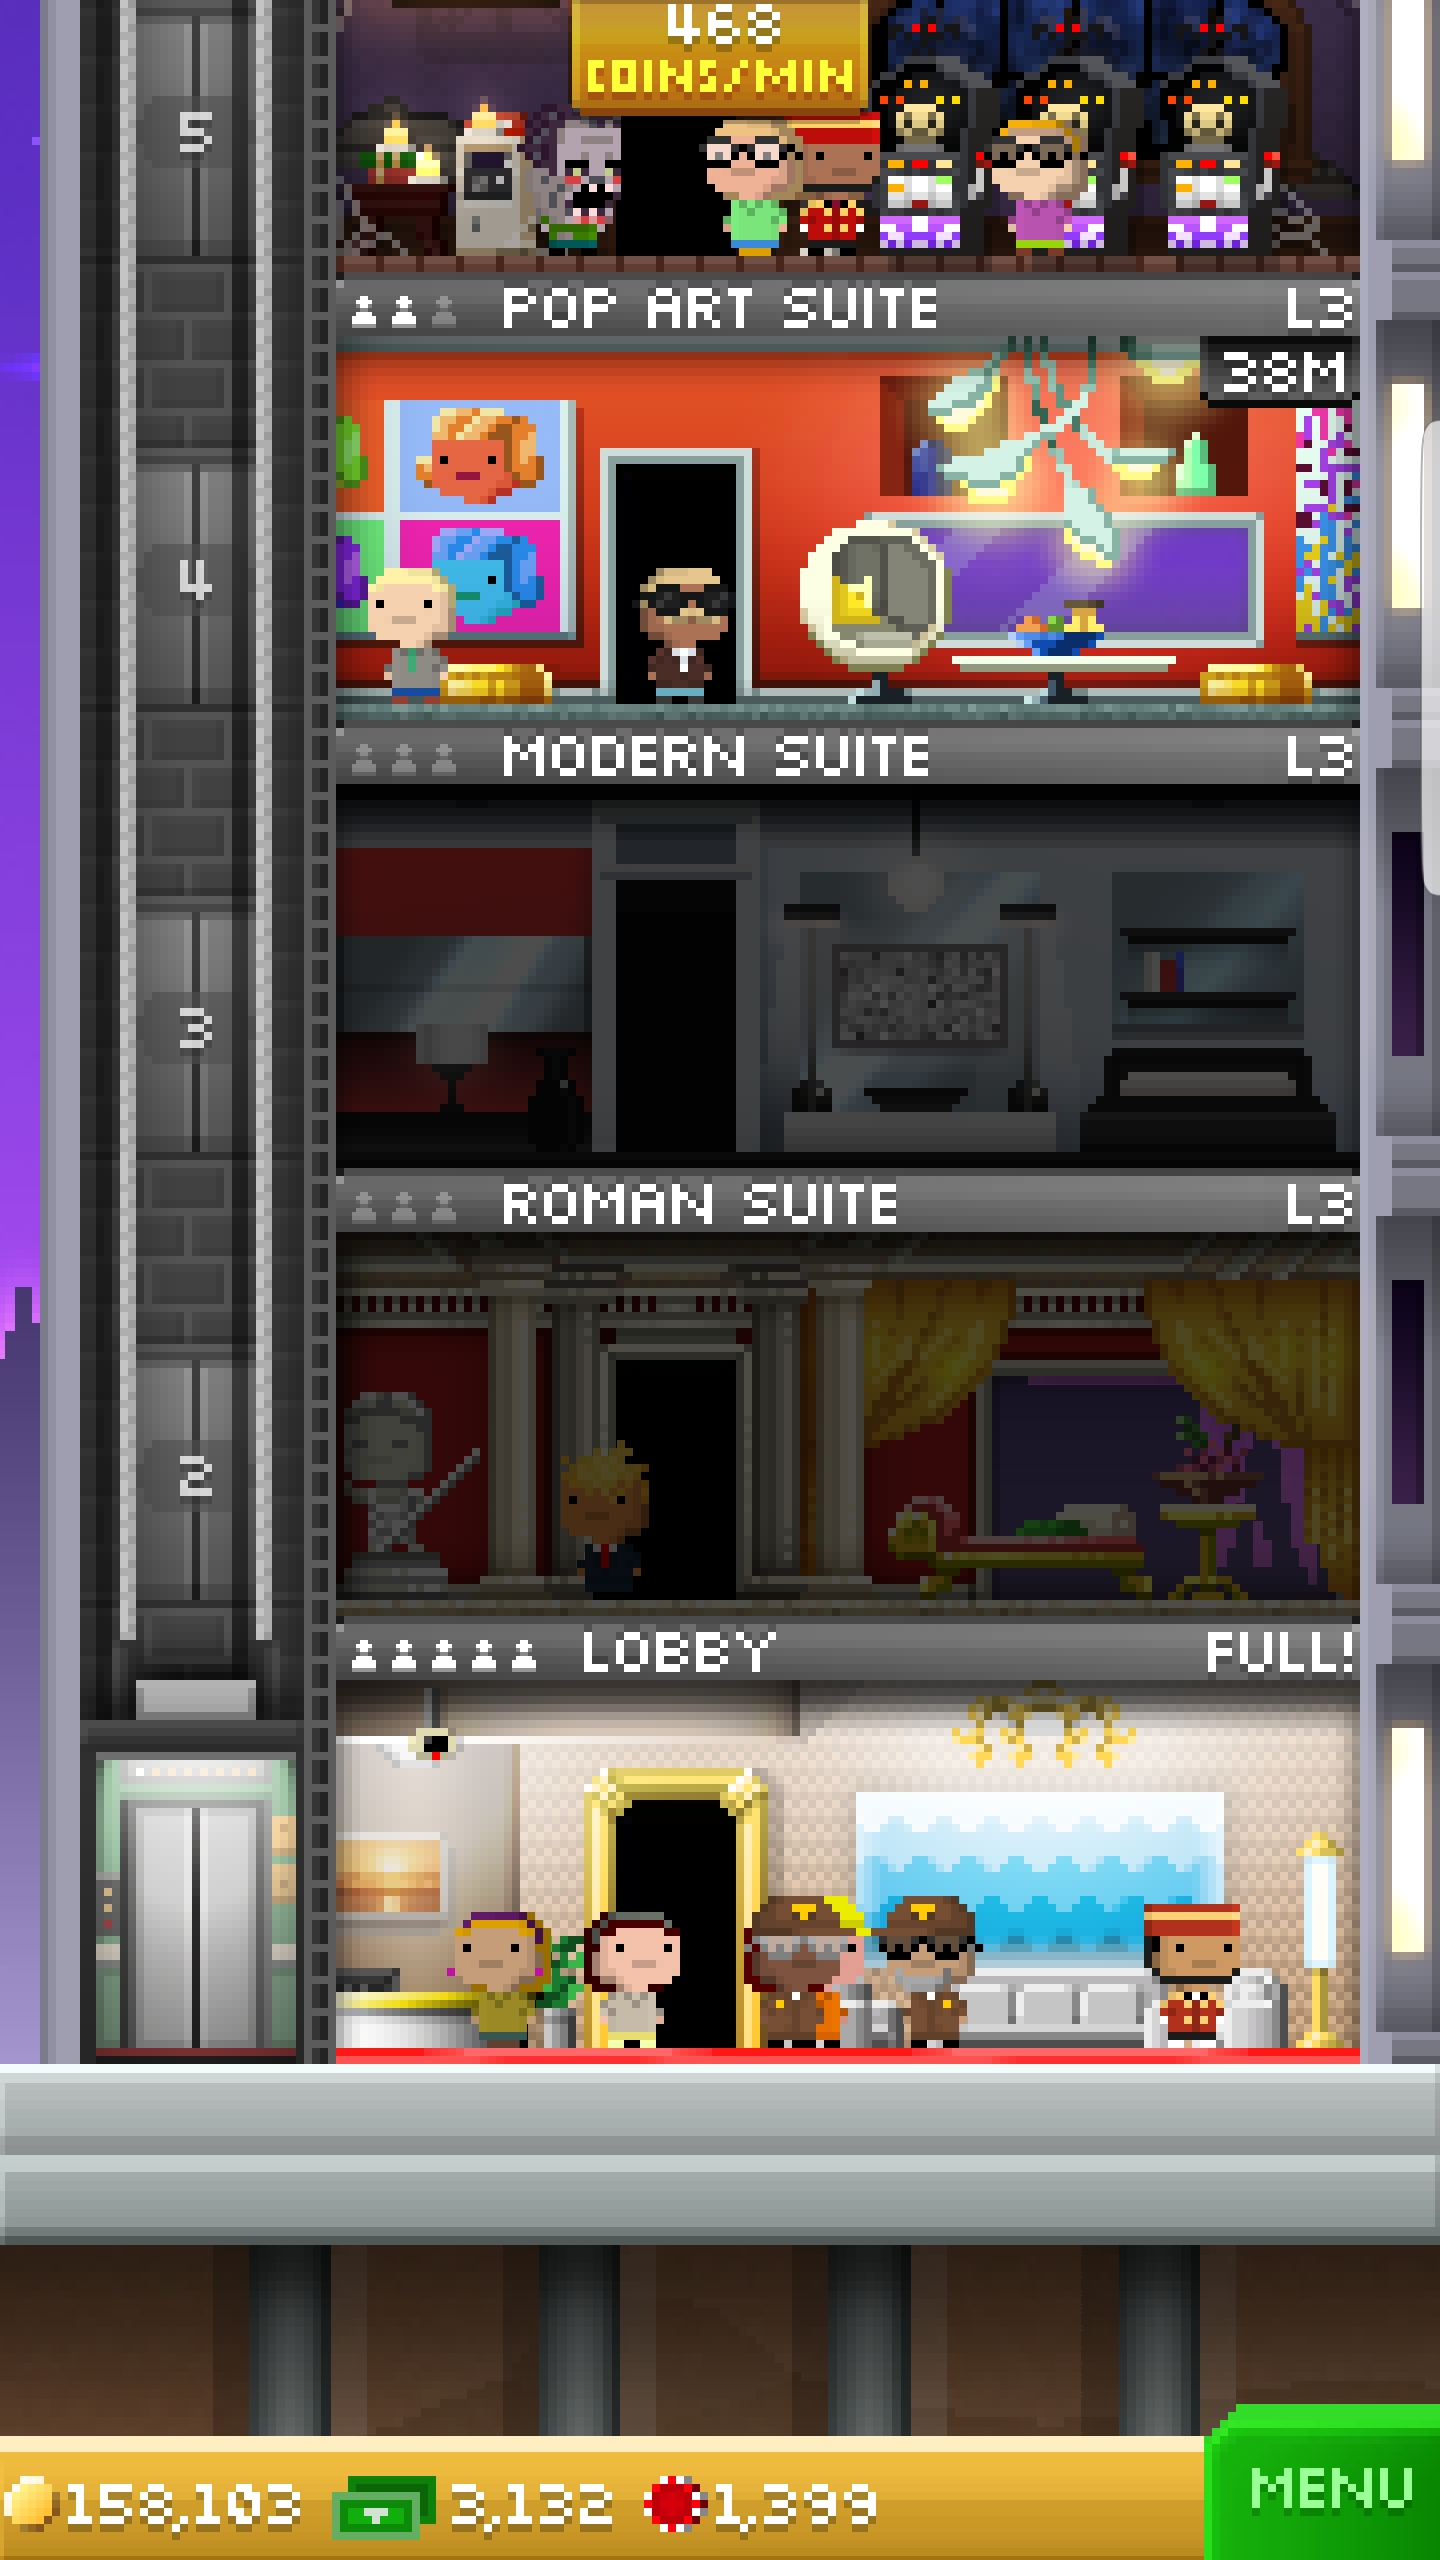 468
COINS/MIN
5
POP ART SUITE L3
38M
4
MODERN SUITE L3
3
ROMAN SUITE L3
2
LOBBY FULL!
158,103 3,132 1,399 MENU